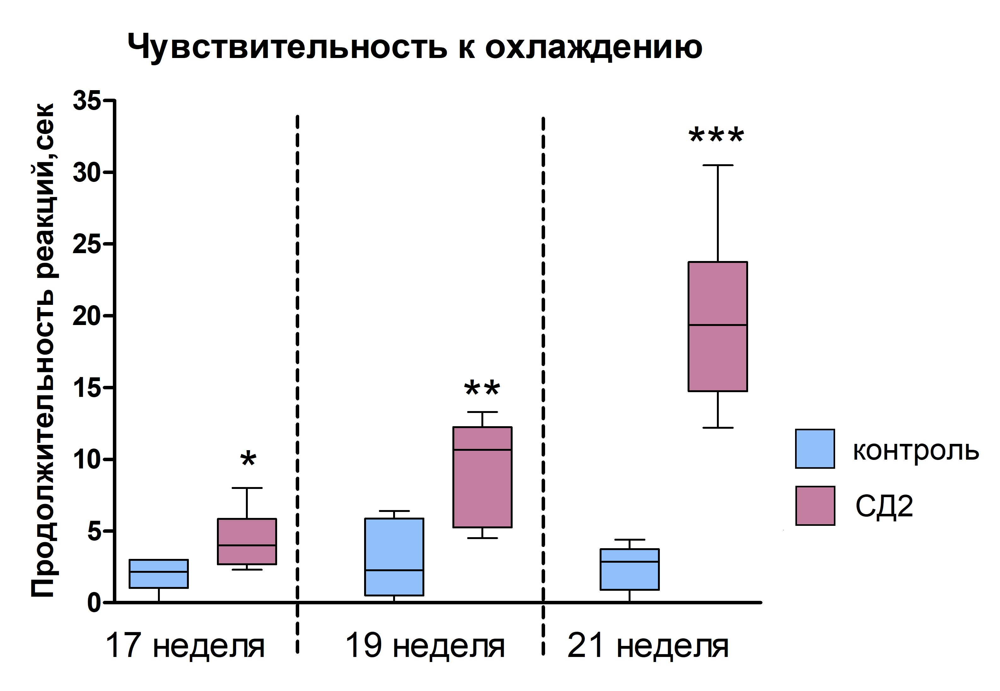 Чувствительность к охлаждению
Продолжительность реакций,сек
35
30
25
20
15
10
5
0
*
**
***
17 неделя
19 неделя
21 неделя
контроль
СД2